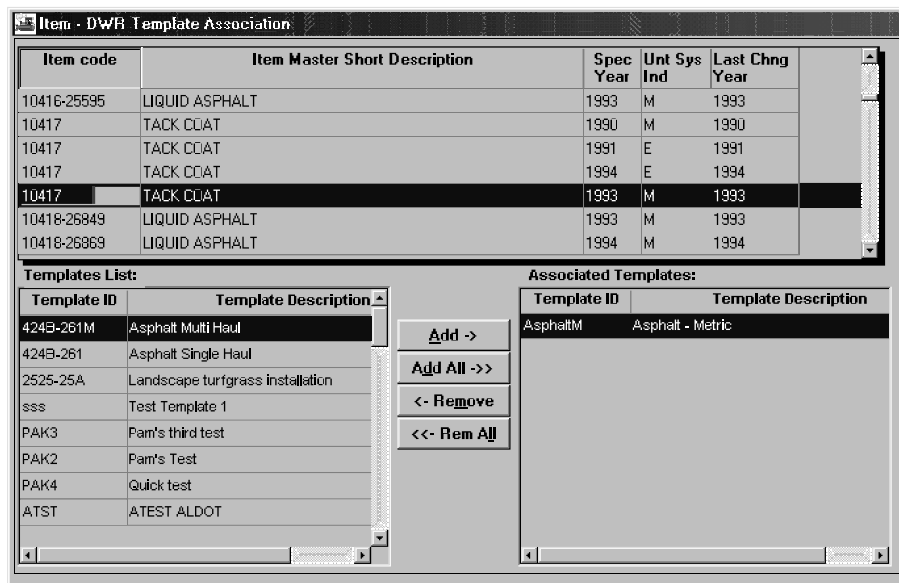 Item - DWR Template Association
Item code Item Master Short Description Spec Year Unt Sys Ind Last Chng Year
10416-25595 LIQUID ASPHALT 1993 M 1993
10417 TACK COAT 1990 M 1990
10417 TACK COAT 1991 E 1991
10417 TACK COAT 1994 E 1994
10417 TACK COAT 1993 M 1993
10418-26849 LIQUID ASPHALT 1993 M 1993
10418-26869 LIQUID ASPHALT 1994 M 1994
Templates List:
Template ID Template Description
424B-261M Asphalt Multi Haul
424B-261 Asphalt Single Haul
2525-25A Landscape turfgrass installation
sss Test Template 1
PAK3 Pam's third test
PAK2 Pam's Test
PAK4 Quick test
ATST ATEST ALDOT
Add ->
Add All ->>
<- Remove
<<- Rem All
Associated Templates:
Template ID Template Description
AsphaltM Asphalt - Metric